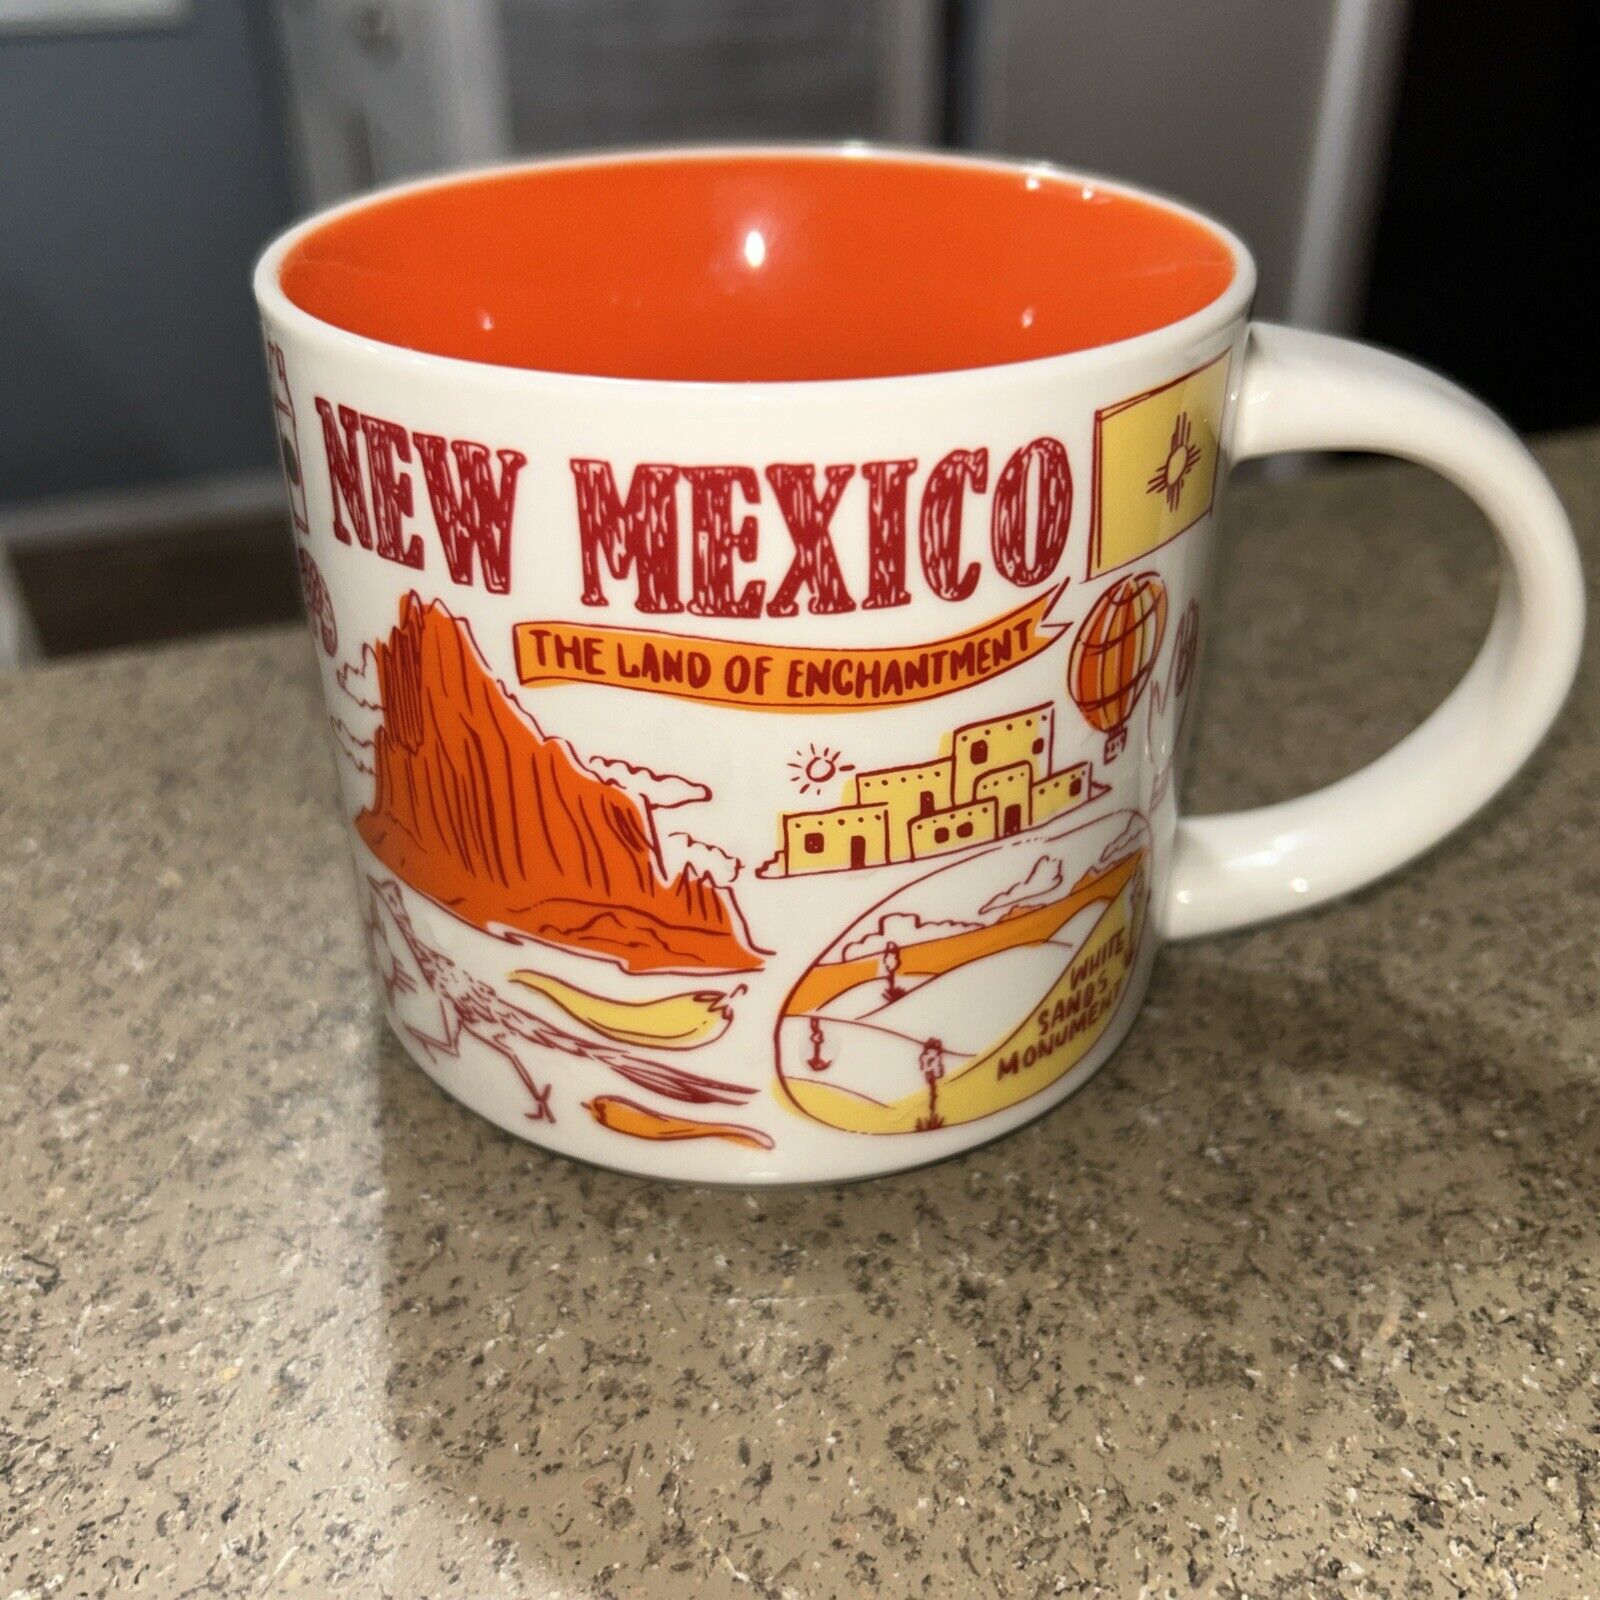 NEW MEXICO
THE LAND OF ENCHANTMENT
WHITE
SANDS
MONUMENT